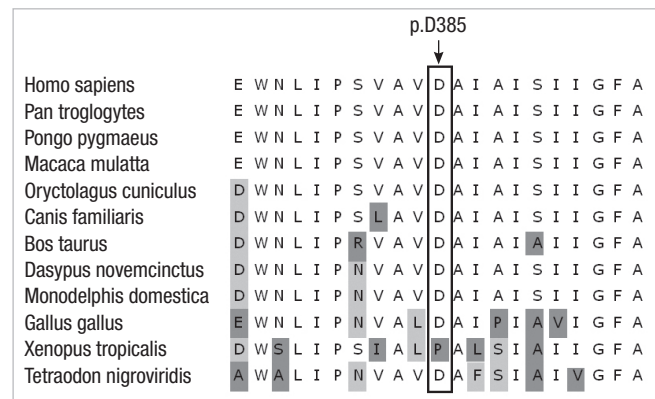 p.D385
Homo sapiens E W N L I P S V A V D A I A I S I I G F A
Pan troglogytes E W N L I P S V A V D A I A I S I I G F A
Pongo pygmaeus E W N L I P S V A V D A I A I S I I G F A
Macaca mulatta E W N L I P S V A V D A I A I S I I G F A
Oryctolagus cuniculus D W N L I P S V A V D A I A I S I I G F A
Canis familiaris D W N L I P S L A V D A I A I S I I G F A
Bos taurus D W N L I P R V A V D A I A I A I I G F A
Dasypus novemcinctus D W N L I P N V A V D A I A I S I I G F A
Monodelphis domestica D W N L I P N V A V D A I A I S I I G F A
Gallus gallus E W N L I P N V A L D A I P I A V I G F A
Xenopus tropicalis D W S L I P S I A L P A L S I A I I G F A
Tetraodon nigroviridis A W A L I P N V A V D A F S I A I V G F A